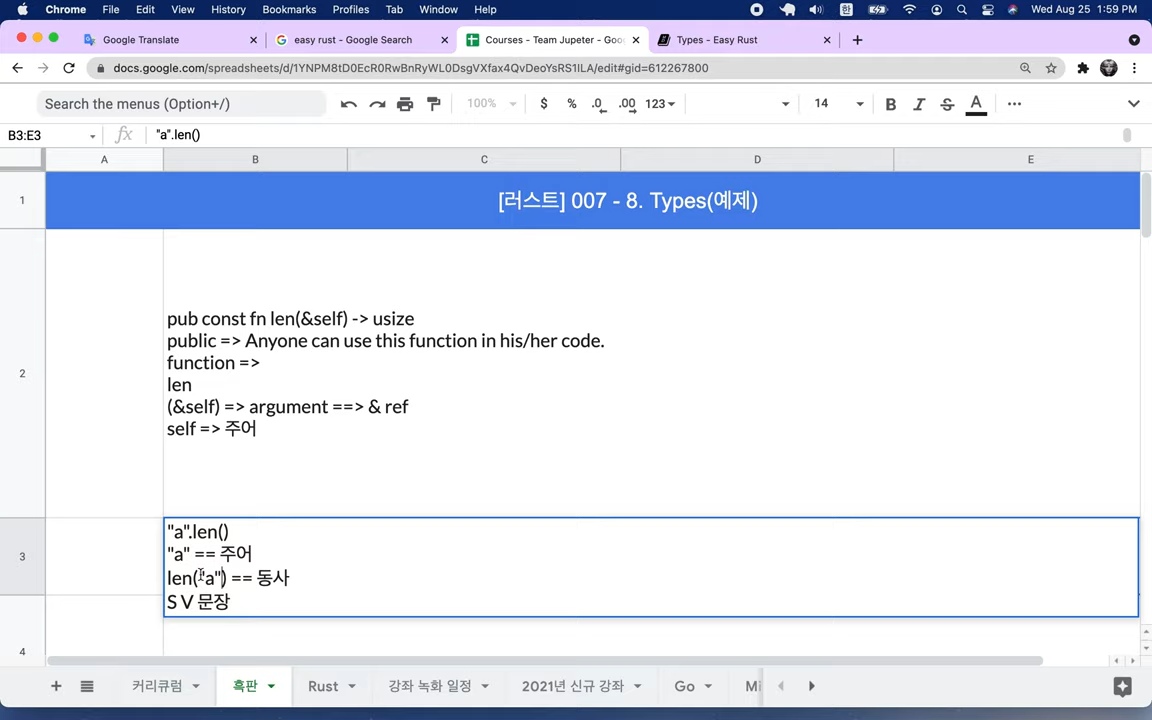 Chrome File Edit View History Bookmarks Profiles Tab Window Help 한 Wed Aug 25 1:59 PM
Google Translate easy rust - Google Search Courses - Team Jupeter - Goo Types - Easy Rust
docs.google.com/spreadsheets/d/1YNPM8tD0EcR0RwBnRyWL0DsgVXfax4QvDeoYsRS1ILA/edit#gid=612267800
Search the menus (Option+/) 100% $ % .0 .00 123 14 B I S A
B3:E3 fx "a".len()
A B C D E
1 [러스트] 007 - 8. Types(예제)
pub const fn len(&self) -> usize
public => Anyone can use this function in his/her code.
function =>
2 len
(&self) => argument ==> & ref
self => 주어
"a".len()
3 "a" == 주어
len("a") == 동사
S V 문장
4
커리큘럼 흑판 Rust 강좌 녹화 일정 2021년 신규 강좌 Go Mi